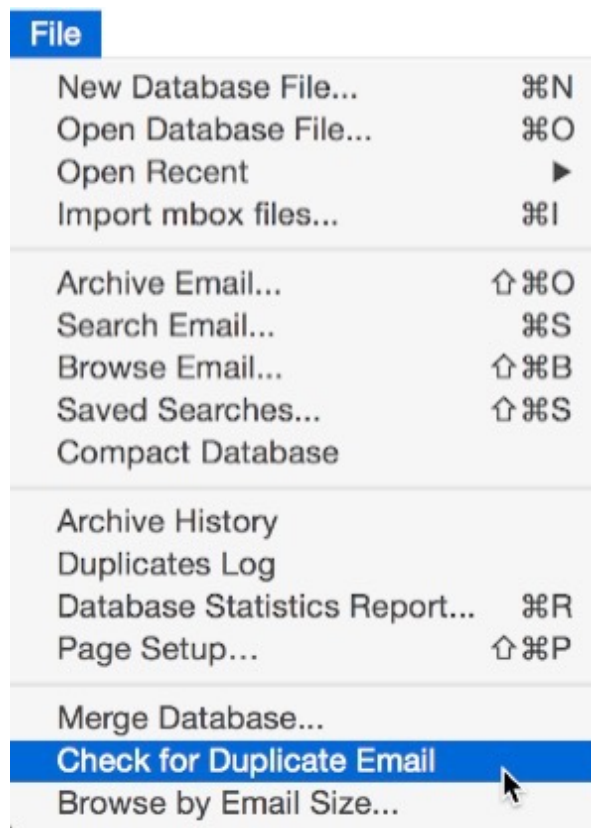 File
New Database File... ⌘N
Open Database File... ⌘O
Open Recent ▶
Import mbox files... ⌘I
Archive Email... ⇧⌘O
Search Email... ⌘S
Browse Email... ⇧⌘B
Saved Searches... ⇧⌘S
Compact Database
Archive History
Duplicates Log
Database Statistics Report... ⌘R
Page Setup... ⇧⌘P
Merge Database...
Check for Duplicate Email
Browse by Email Size...